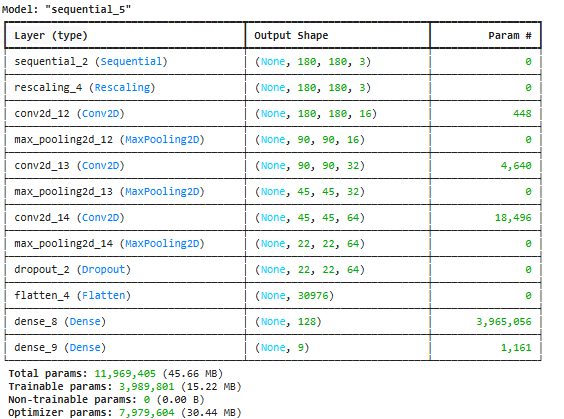 Model: "sequential_5"
Layer (type) Output Shape Param #
sequential_2 (Sequential) (None, 180, 180, 3) 0
rescaling_4 (Rescaling) (None, 180, 180, 3) 0
conv2d_12 (Conv2D) (None, 180, 180, 16) 448
max_pooling2d_12 (MaxPooling2D) (None, 90, 90, 16) 0
conv2d_13 (Conv2D) (None, 90, 90, 32) 4,640
max_pooling2d_13 (MaxPooling2D) (None, 45, 45, 32) 0
conv2d_14 (Conv2D) (None, 45, 45, 64) 18,496
max_pooling2d_14 (MaxPooling2D) (None, 22, 22, 64) 0
dropout_2 (Dropout) (None, 22, 22, 64) 0
flatten_4 (Flatten) (None, 30976) 0
dense_8 (Dense) (None, 128) 3,965,056
dense_9 (Dense) (None, 9) 1,161
Total params: 11,969,405 (45.66 MB)
Trainable params: 3,989,801 (15.22 MB)
Non-trainable params: 0 (0.00 B)
Optimizer params: 7,979,604 (30.44 MB)